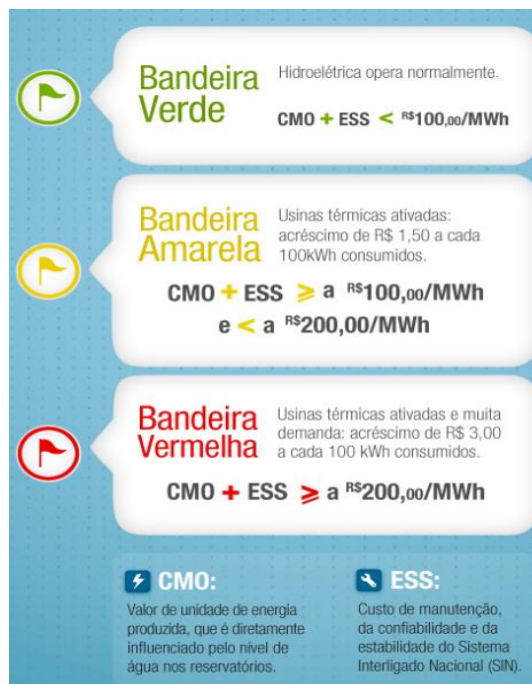 Bandeira
Verde
Hidroelétrica opera normalmente.
CMO + ESS < R$100,00/MWh
Bandeira
Amarela
Usinas térmicas ativadas:
acréscimo de R$ 1,50 a cada
100kWh consumidos.
CMO + ESS ⩾ a R$100,00/MWh
e < a R$200,00/MWh
Bandeira
Vermelha
Usinas térmicas ativadas e muita
demanda: acréscimo de R$ 3,00
a cada 100 kWh consumidos.
CMO + ESS ⩾ a R$200,00/MWh
CMO:
Valor de unidade de energia
produzida, que é diretamente
influenciado pelo nível de
água nos reservatórios.
ESS:
Custo de manutenção,
da confiabilidade e da
estabilidade do Sistema
Interligado Nacional (SIN).